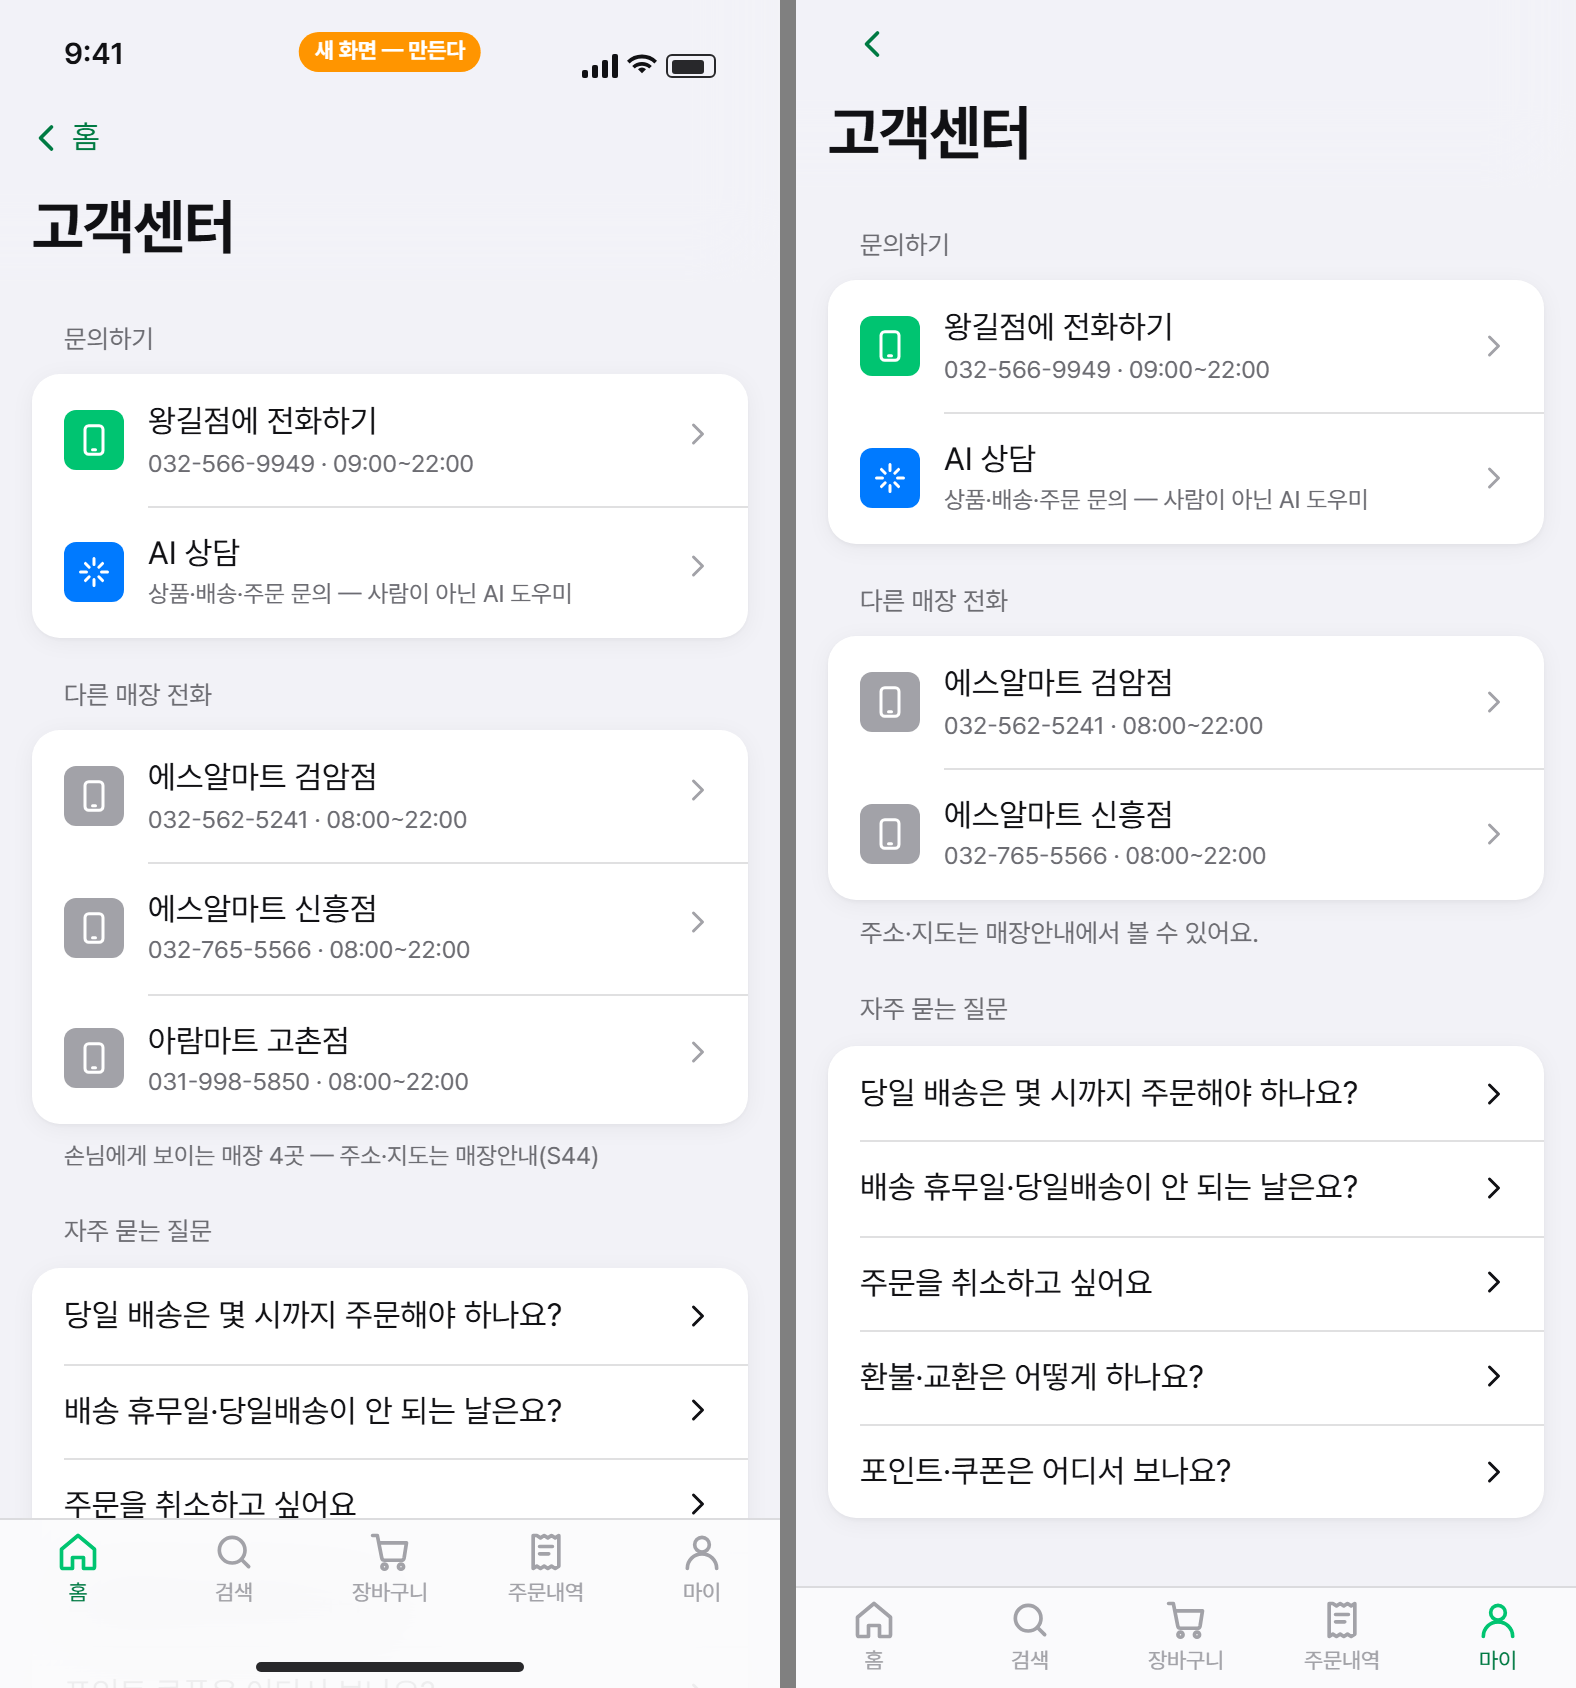 9:41
새 화면 — 만든다
홈
고객센터
문의하기
왕길점에 전화하기
032-566-9949 · 09:00~22:00
AI 상담
상품·배송·주문 문의 — 사람이 아닌 AI 도우미
다른 매장 전화
에스알마트 검암점
032-562-5241 · 08:00~22:00
에스알마트 신흥점
032-765-5566 · 08:00~22:00
아람마트 고촌점
031-998-5850 · 08:00~22:00
손님에게 보이는 매장 4곳 — 주소·지도는 매장안내(S44)
자주 묻는 질문
당일 배송은 몇 시까지 주문해야 하나요?
배송 휴무일·당일배송이 안 되는 날은요?
주문을 취소하고 싶어요
홈
검색
장바구니
주문내역
마이
포인트·쿠폰은 어디서 보나요?
고객센터
문의하기
왕길점에 전화하기
032-566-9949 · 09:00~22:00
AI 상담
상품·배송·주문 문의 — 사람이 아닌 AI 도우미
다른 매장 전화
에스알마트 검암점
032-562-5241 · 08:00~22:00
에스알마트 신흥점
032-765-5566 · 08:00~22:00
주소·지도는 매장안내에서 볼 수 있어요.
자주 묻는 질문
당일 배송은 몇 시까지 주문해야 하나요?
배송 휴무일·당일배송이 안 되는 날은요?
주문을 취소하고 싶어요
환불·교환은 어떻게 하나요?
포인트·쿠폰은 어디서 보나요?
홈
검색
장바구니
주문내역
마이